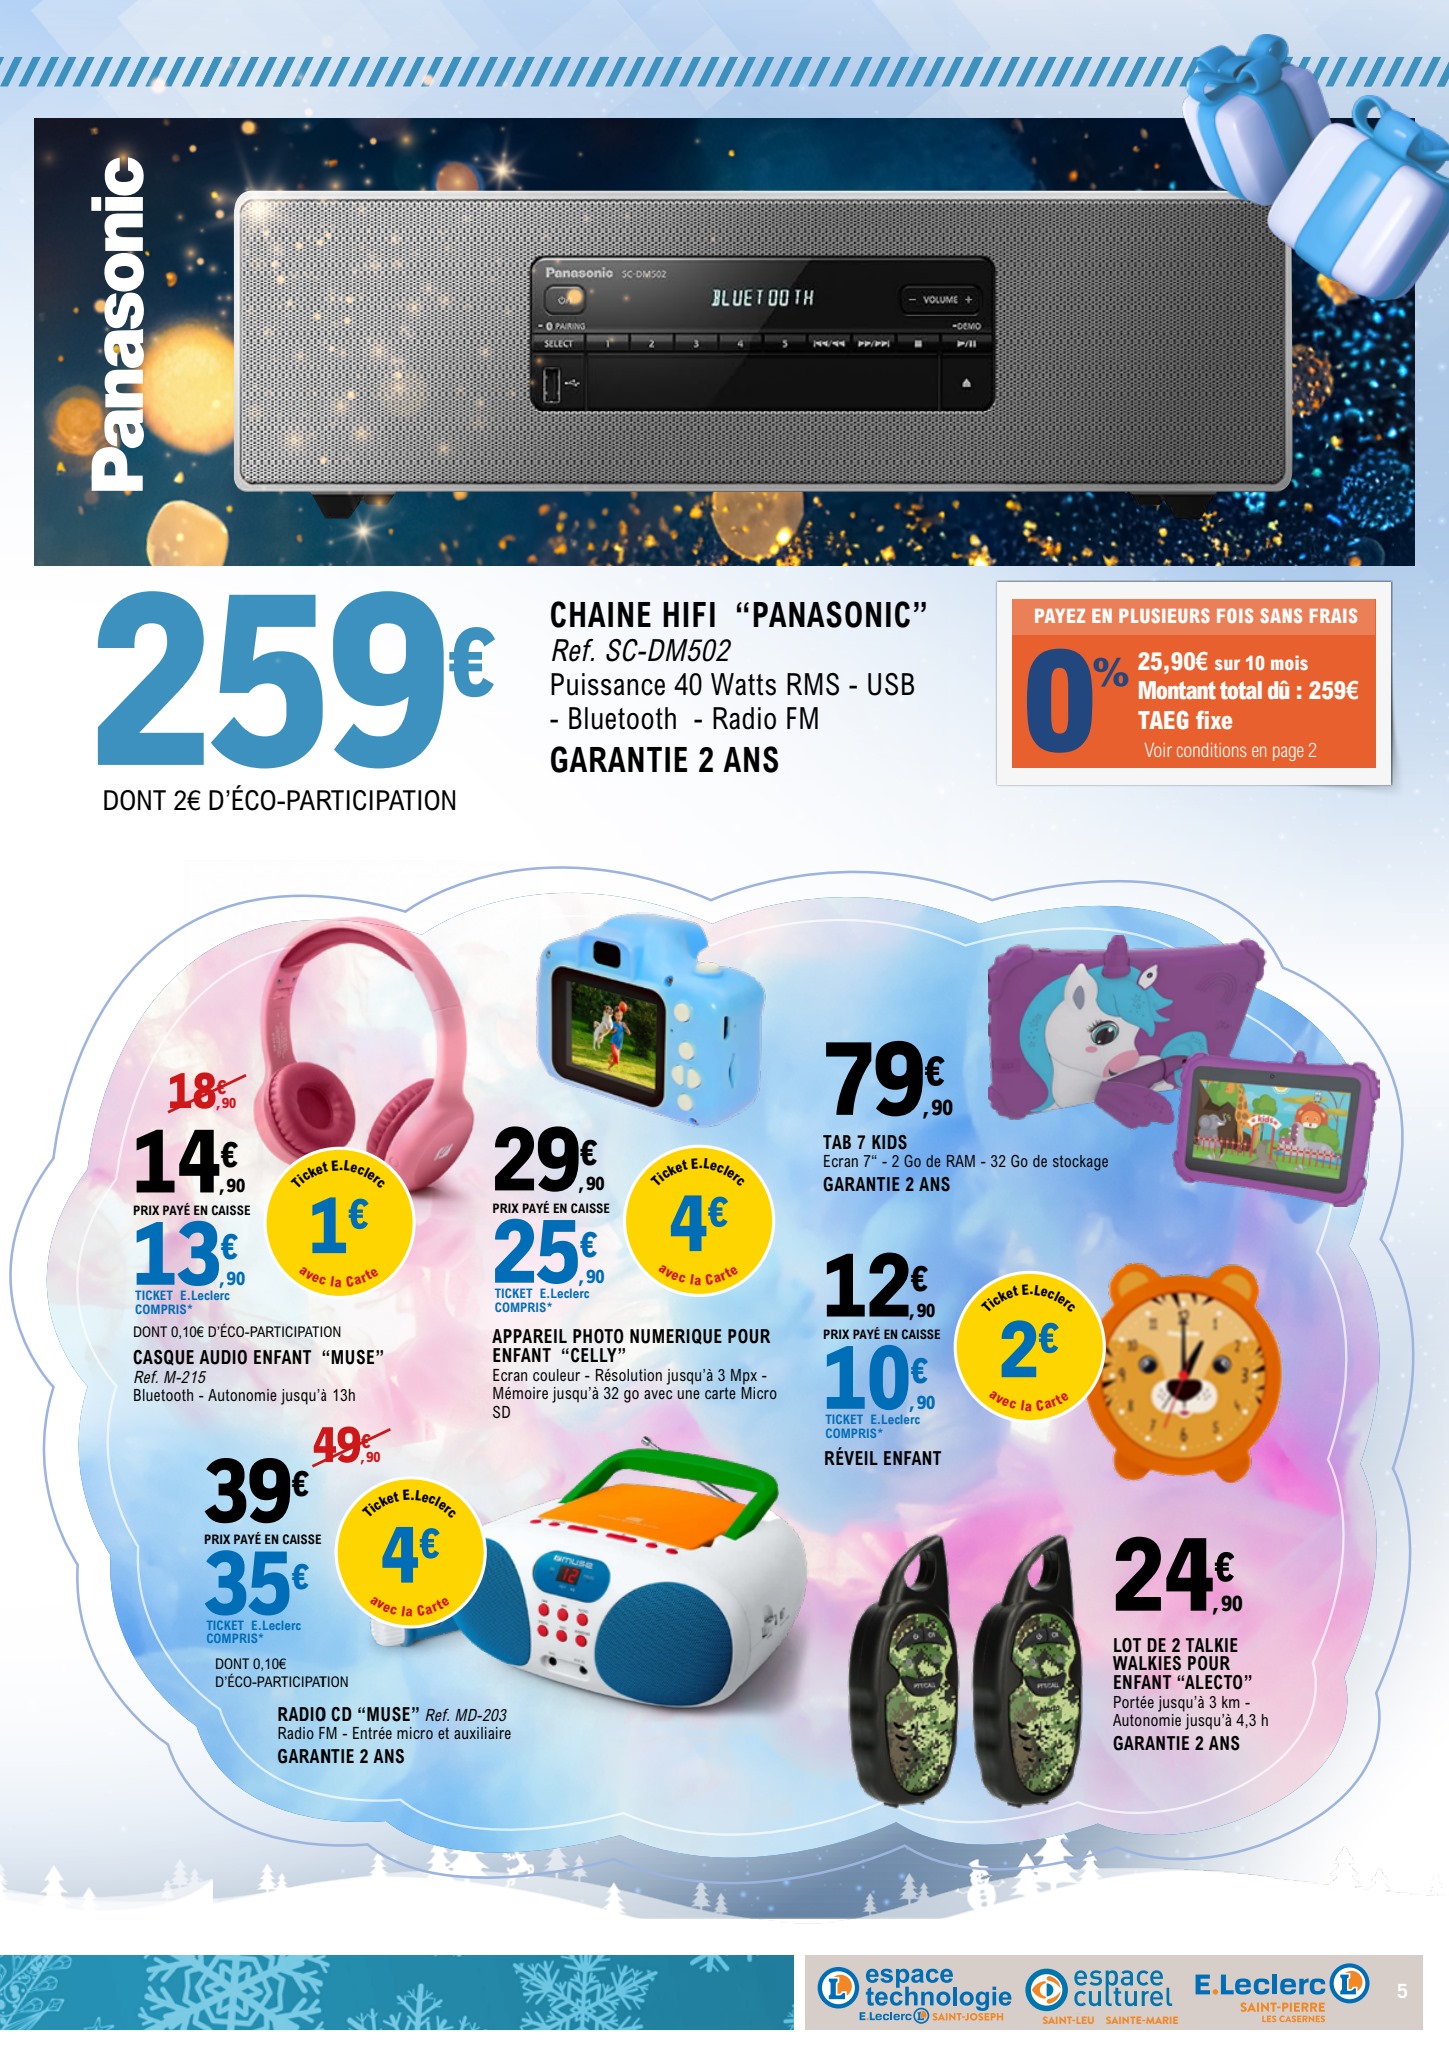 Panasonic
Panasonic SC-DM502
BLUETOOTH
- VOLUME +
PAIRING
-DEMO
SELECT 1 2 3 4 5
259€
DONT 2€ D'ÉCO-PARTICIPATION
CHAINE HIFI “PANASONIC”
Ref. SC-DM502
Puissance 40 Watts RMS - USB
- Bluetooth - Radio FM
GARANTIE 2 ANS
PAYEZ EN PLUSIEURS FOIS SANS FRAIS
0%
25,90€ sur 10 mois
Montant total dû : 259€
TAEG fixe
Voir conditions en page 2
18€,90
14€,90
PRIX PAYÉ EN CAISSE
13€,90
TICKET E.Leclerc
COMPRIS*
Ticket E.Leclerc
1€
avec la Carte
DONT 0,10€ D'ÉCO-PARTICIPATION
CASQUE AUDIO ENFANT “MUSE”
Ref. M-215
Bluetooth - Autonomie jusqu'à 13h
29€,90
PRIX PAYÉ EN CAISSE
25€,90
TICKET E.Leclerc
COMPRIS*
Ticket E.Leclerc
4€
avec la Carte
APPAREIL PHOTO NUMERIQUE POUR
ENFANT “CELLY”
Ecran couleur - Résolution jusqu'à 3 Mpx -
Mémoire jusqu'à 32 go avec une carte Micro
SD
79€,90
TAB 7 KIDS
Ecran 7“ - 2 Go de RAM - 32 Go de stockage
GARANTIE 2 ANS
kids
12€,90
PRIX PAYÉ EN CAISSE
10€,90
TICKET E.Leclerc
COMPRIS*
Ticket E.Leclerc
2€
avec la Carte
RÉVEIL ENFANT
49€,90
39€
PRIX PAYÉ EN CAISSE
35€
TICKET E.Leclerc
COMPRIS*
Ticket E.Leclerc
4€
avec la Carte
DONT 0,10€
D'ÉCO-PARTICIPATION
muse
12
RADIO CD “MUSE” Ref. MD-203
Radio FM - Entrée micro et auxiliaire
GARANTIE 2 ANS
24€,90
LOT DE 2 TALKIE
WALKIES POUR
ENFANT “ALECTO”
Portée jusqu'à 3 km -
Autonomie jusqu'à 4,3 h
GARANTIE 2 ANS
espace
technologie
E.Leclerc L SAINT-JOSEPH
espace
culturel
SAINT-LEU SAINTE-MARIE
E.Leclerc L
SAINT-PIERRE
LES CASERNES
5